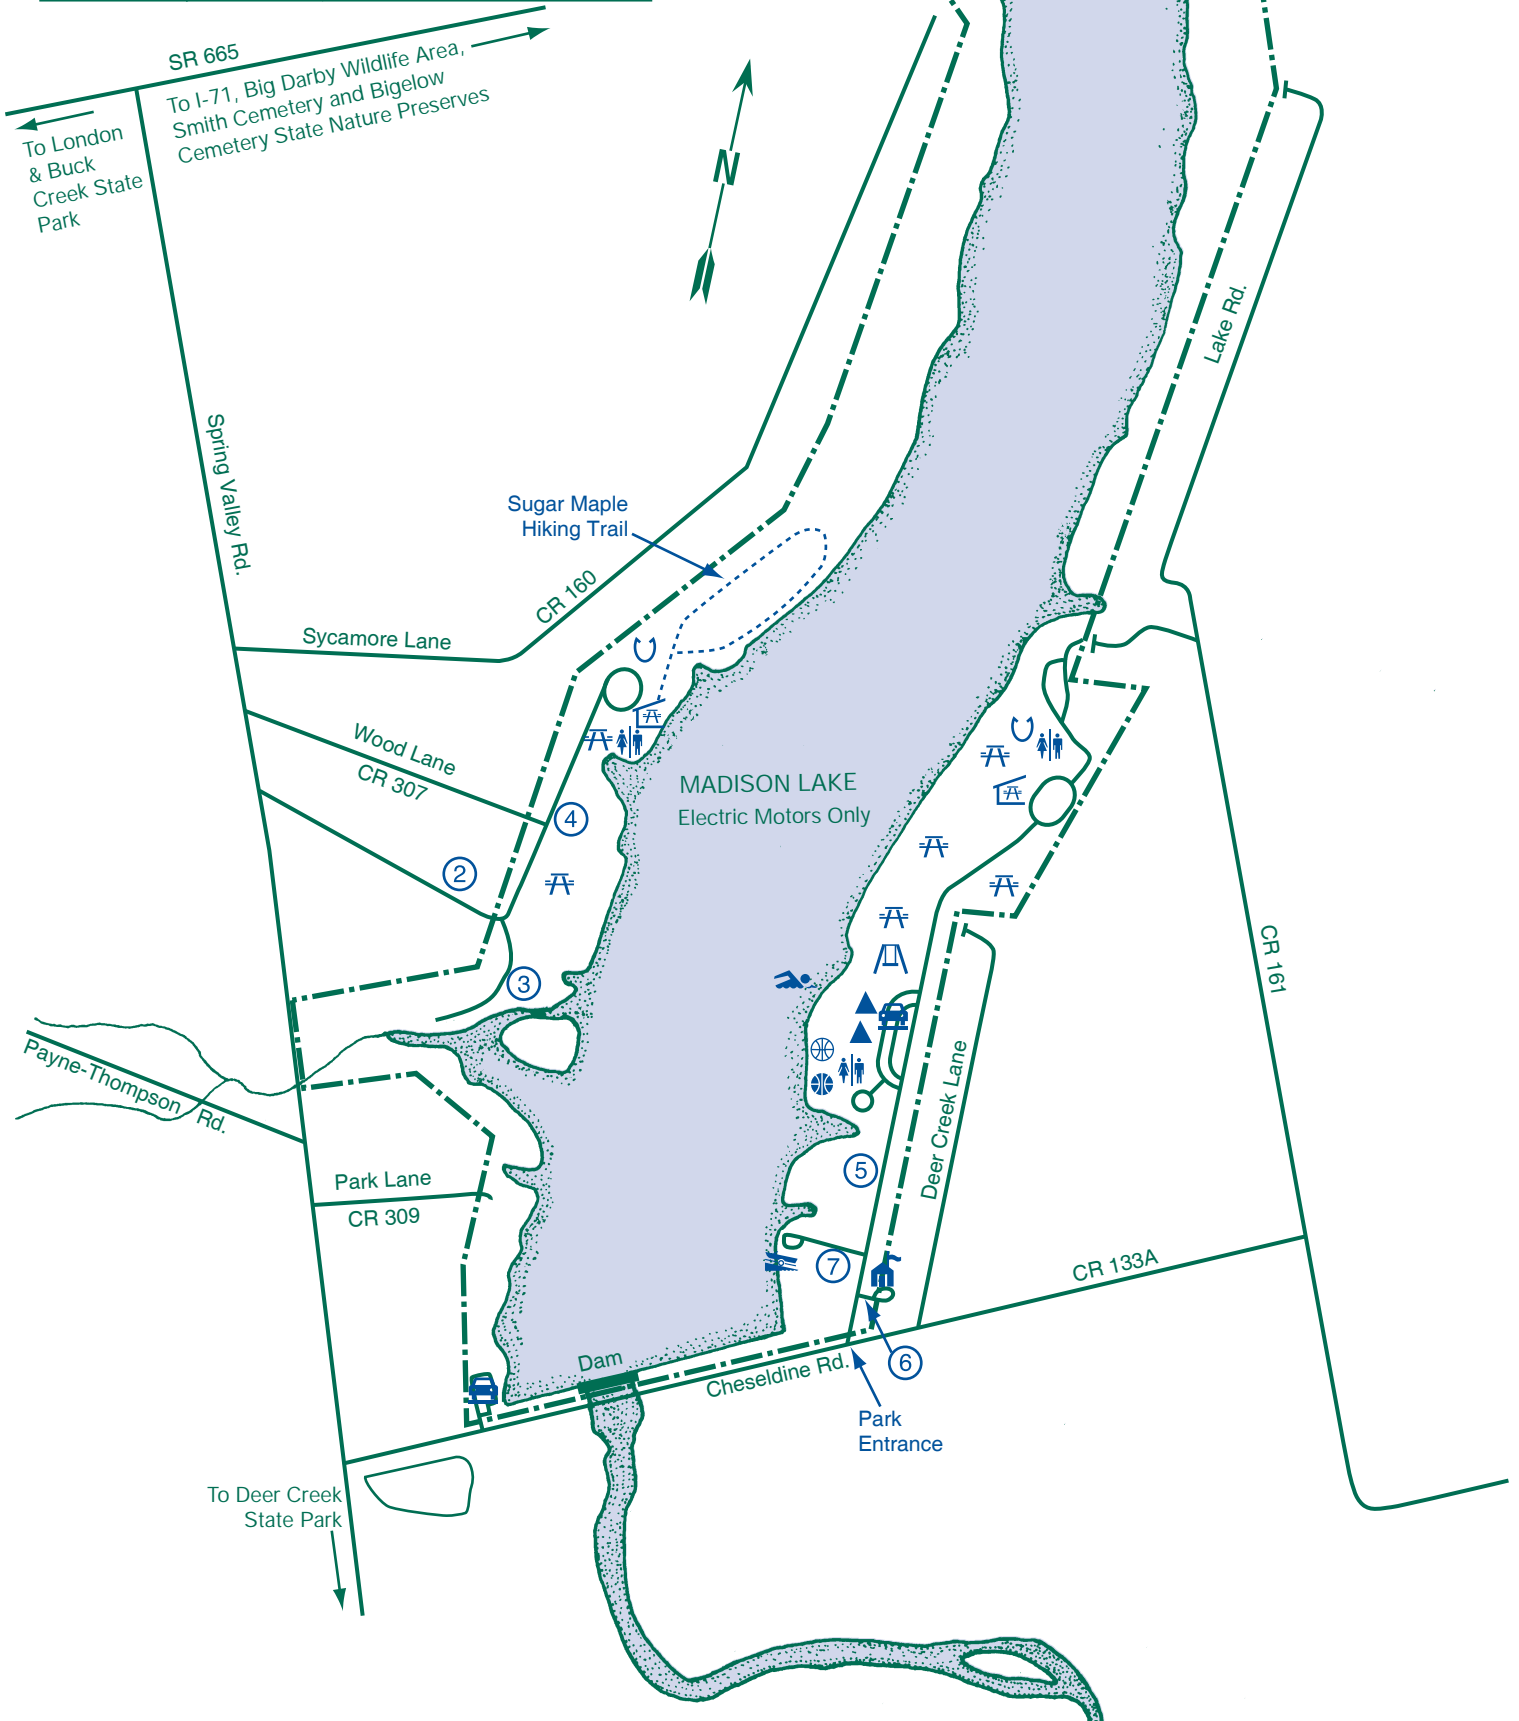 SR 665
To I-71, Big Darby Wildlife Area,
Smith Cemetery and Bigelow
Cemetery State Nature Preserves
To London
& Buck
Creek State
Park
N
Lake Rd.
Spring Valley Rd.
Sugar Maple
Hiking Trail
CR 160
Sycamore Lane
Wood Lane
CR 307
MADISON LAKE
Electric Motors Only
4
2
3
CR 161
Payne-Thompson Rd.
Deer Creek Lane
Park Lane
CR 309
5
7
CR 133A
Dam
Cheseldine Rd.
6
Park
Entrance
To Deer Creek
State Park